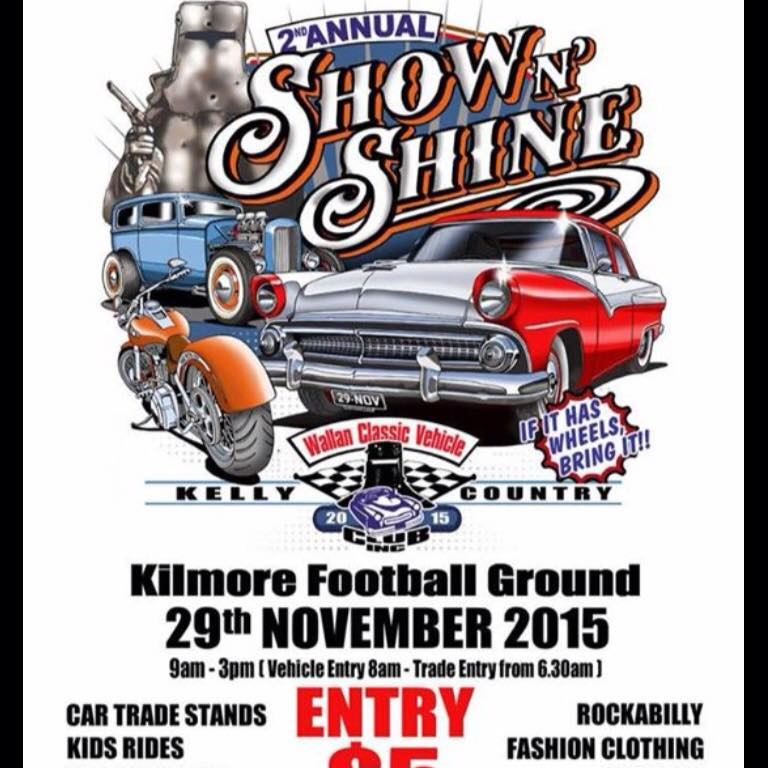 2ND ANNUAL
SHOW N'
SHINE
29-NOV
IF IT HAS
WHEELS,
BRING IT!!
Wallan Classic Vehicle
KELLY COUNTRY
20 15
CLUB
INC
Kilmore Football Ground
29th NOVEMBER 2015
9am - 3pm ( Vehicle Entry 8am - Trade Entry from 6.30am )
CAR TRADE STANDS
KIDS RIDES
ENTRY
$5
ROCKABILLY
FASHION CLOTHING